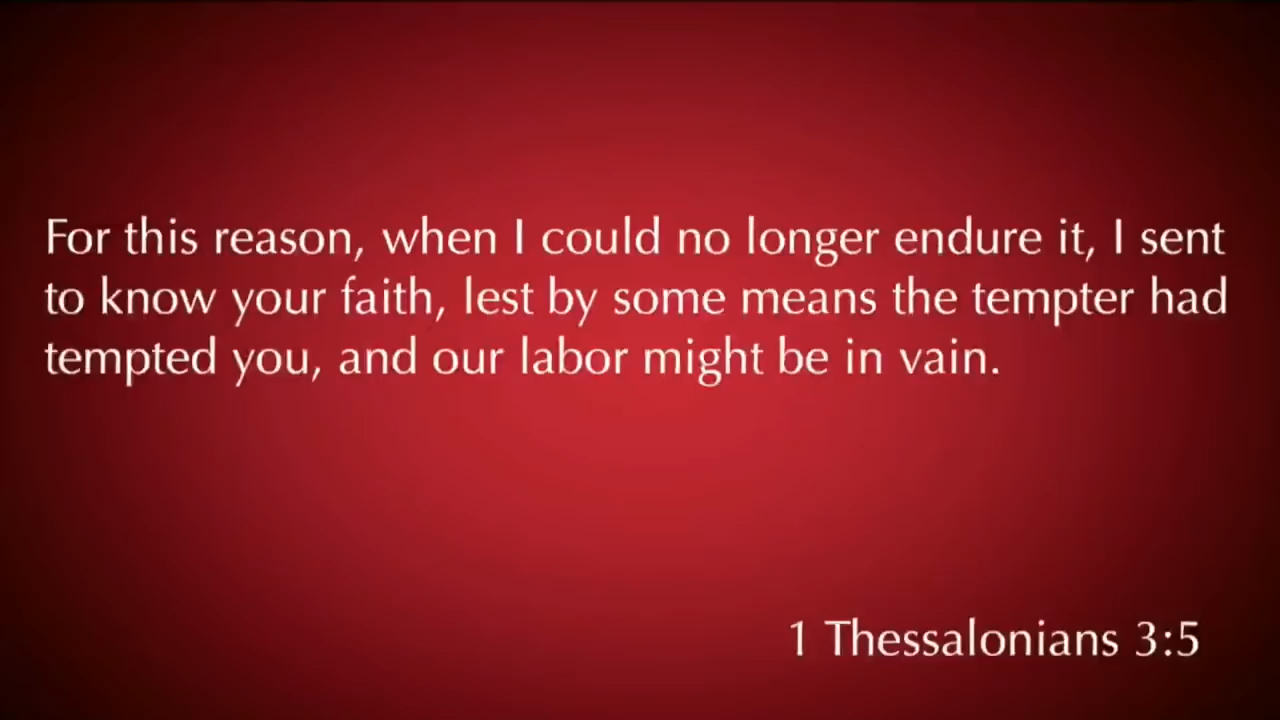 For this reason, when I could no longer endure it, I sent
to know your faith, lest by some means the tempter had
tempted you, and our labor might be in vain.
1 Thessalonians 3:5